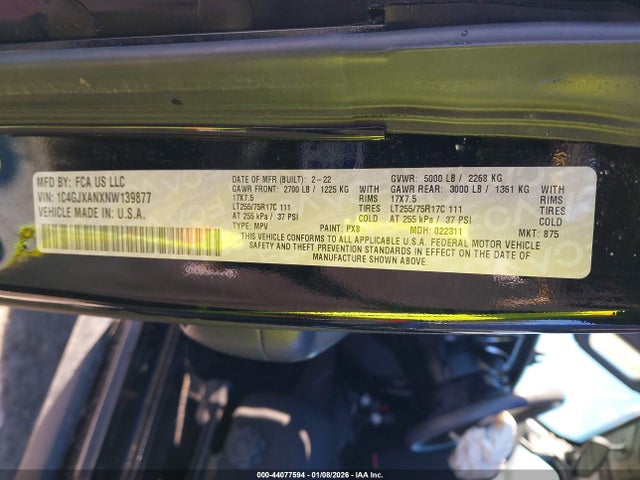 MFD BY: FCA US LLC
VIN: 1C4GJXANXNW139877
VEHICLE MADE IN U.S.A.
DATE OF MFR (BUILT): 2-22
GAWR FRONT: 2700 LB / 1225 KG WITH
17X7.5 RIMS
LT255/75R17C 111 TIRES
AT 255 kPa / 37 PSI
TYPE: MPV PAINT: PX8
GVWR: 5000 LB / 2268 KG
GAWR REAR: 3000 LB / 1361 KG WITH
17X7.5 RIMS
LT255/75R17C 111 TIRES
AT 255 kPa / 37 PSI
MDH: 022311 MKT: 875
THIS VEHICLE CONFORMS TO ALL APPLICABLE U.S.A. FEDERAL MOTOR VEHICLE
SAFETY AND THEFT PREVENTION STANDARDS IN EFFECT ON THE DATE OF
MANUFACTURE SHOWN ABOVE.
000-44077594 - 01/08/2026 - IAA Inc.